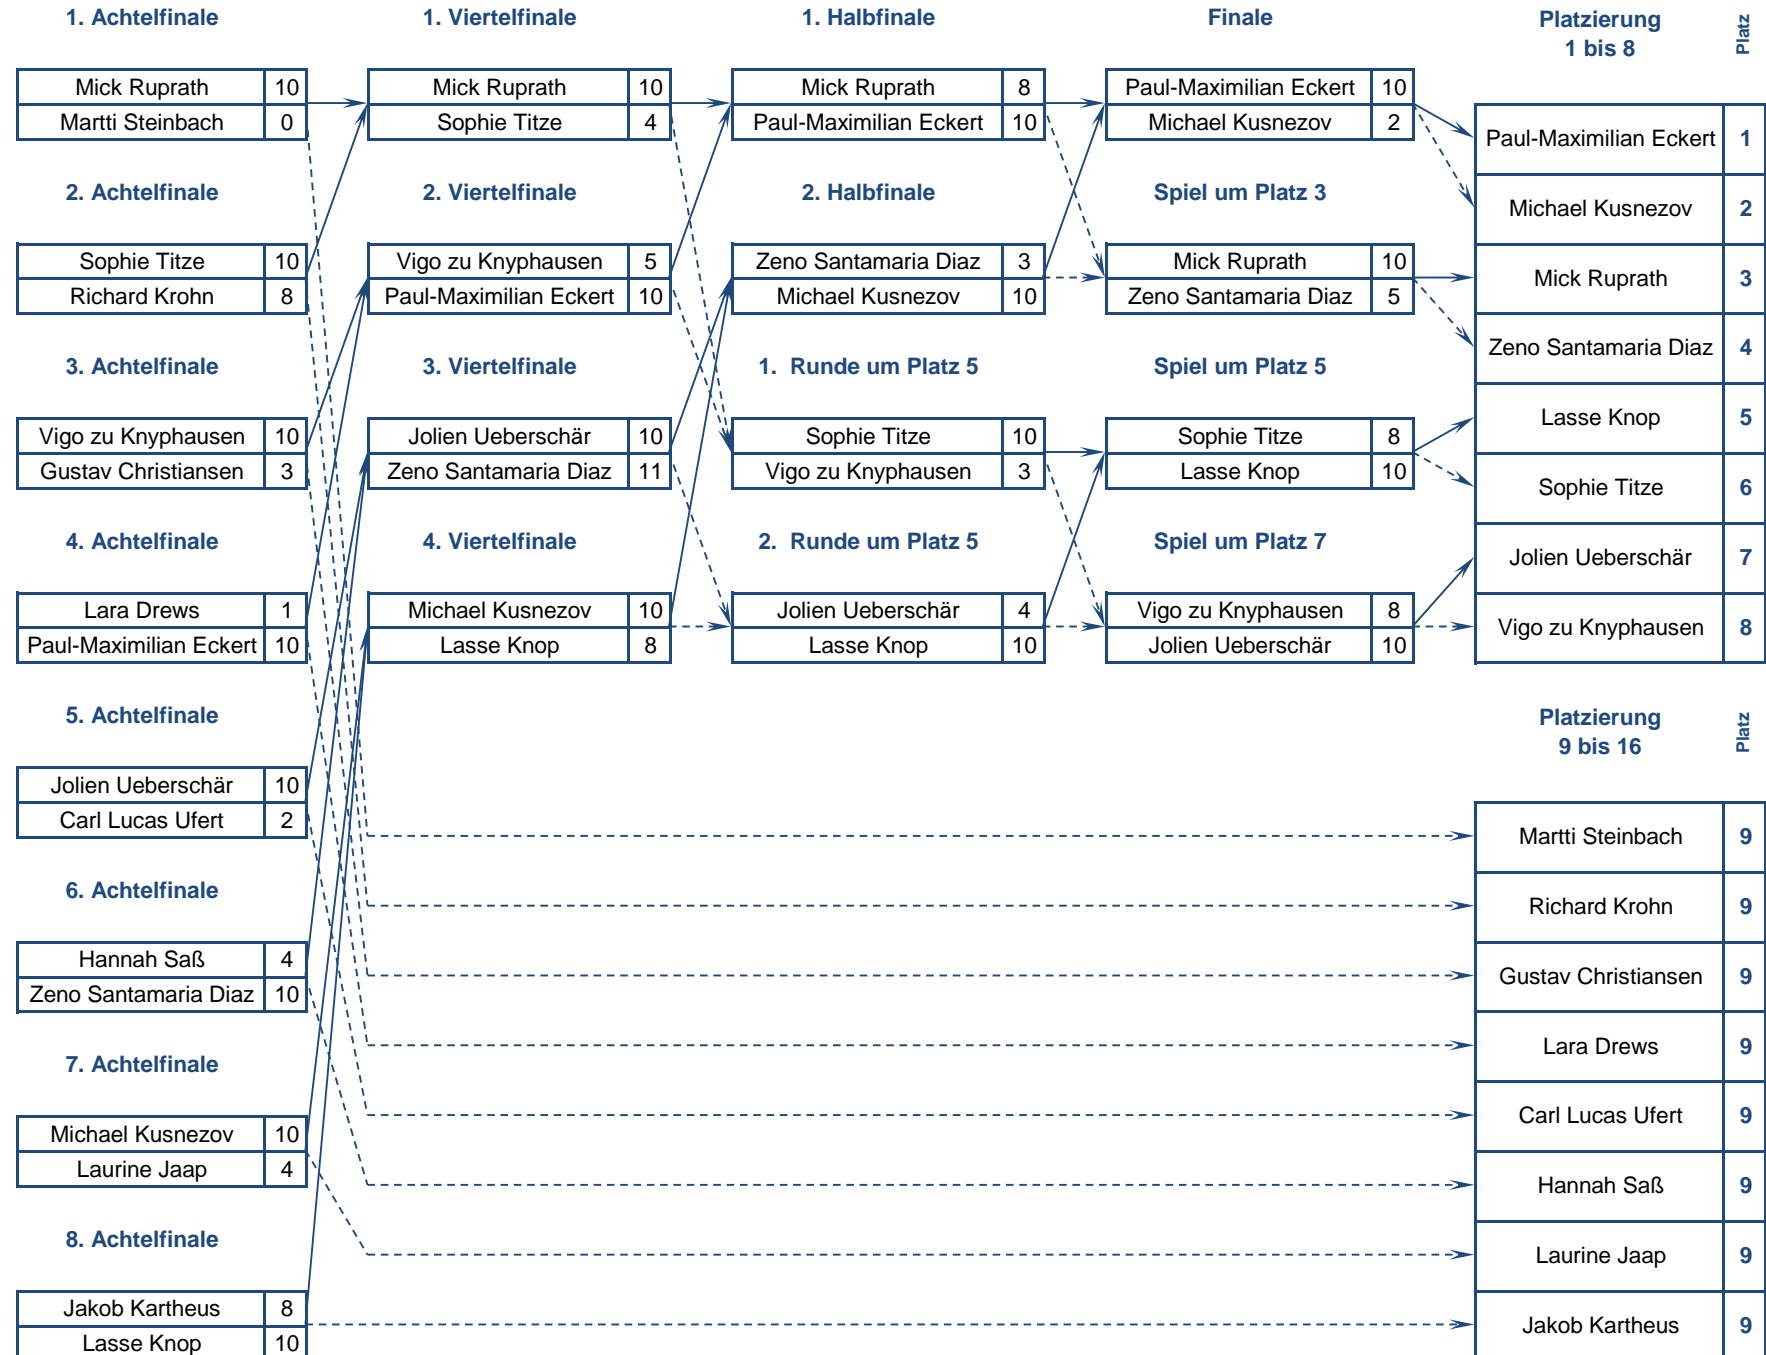 1. Achtelfinale 1. Viertelfinale 1. Halbfinale Finale Platzierung 1 bis 8 Platz
Mick Ruprath 10 Mick Ruprath 10 Mick Ruprath 8 Paul-Maximilian Eckert 10
Martti Steinbach 0 Sophie Titze 4 Paul-Maximilian Eckert 10 Michael Kusnezov 2
Paul-Maximilian Eckert 1
2. Achtelfinale 2. Viertelfinale 2. Halbfinale Spiel um Platz 3
Michael Kusnezov 2
Sophie Titze 10 Vigo zu Knyphausen 5 Zeno Santamaria Diaz 3 Mick Ruprath 10
Mick Ruprath 3
Richard Krohn 8 Paul-Maximilian Eckert 10 Michael Kusnezov 10 Zeno Santamaria Diaz 5
Zeno Santamaria Diaz 4
3. Achtelfinale 3. Viertelfinale 1. Runde um Platz 5 Spiel um Platz 5
Lasse Knop 5
Vigo zu Knyphausen 10 Jolien Ueberschär 10 Sophie Titze 10 Sophie Titze 8
Gustav Christiansen 3 Zeno Santamaria Diaz 11 Vigo zu Knyphausen 3 Lasse Knop 10
Sophie Titze 6
4. Achtelfinale 4. Viertelfinale 2. Runde um Platz 5 Spiel um Platz 7
Jolien Ueberschär 7
Lara Drews 1 Michael Kusnezov 10 Jolien Ueberschär 4 Vigo zu Knyphausen 8
Vigo zu Knyphausen 8
Paul-Maximilian Eckert 10 Lasse Knop 8 Lasse Knop 10 Jolien Ueberschär 10
5. Achtelfinale Platzierung 9 bis 16 Platz
Jolien Ueberschär 10
Carl Lucas Ufert 2
Martti Steinbach 9
6. Achtelfinale
Richard Krohn 9
Hannah Saß 4
Gustav Christiansen 9
Zeno Santamaria Diaz 10
Lara Drews 9
7. Achtelfinale
Carl Lucas Ufert 9
Michael Kusnezov 10
Laurine Jaap 4
Hannah Saß 9
8. Achtelfinale
Laurine Jaap 9
Jakob Kartheus 8
Jakob Kartheus 9
Lasse Knop 10